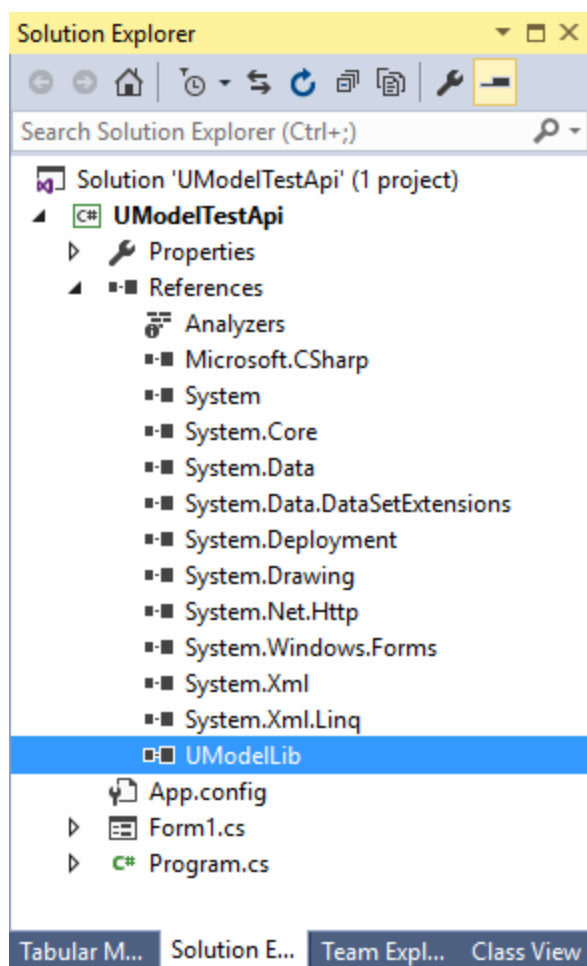 Solution Explorer
Search Solution Explorer (Ctrl+;)
Solution 'UModelTestApi' (1 project)
C# UModelTestApi
Properties
References
Analyzers
Microsoft.CSharp
System
System.Core
System.Data
System.Data.DataSetExtensions
System.Deployment
System.Drawing
System.Net.Http
System.Windows.Forms
System.Xml
System.Xml.Linq
UModelLib
App.config
Form1.cs
C# Program.cs
Tabular M... Solution E... Team Expl... Class View